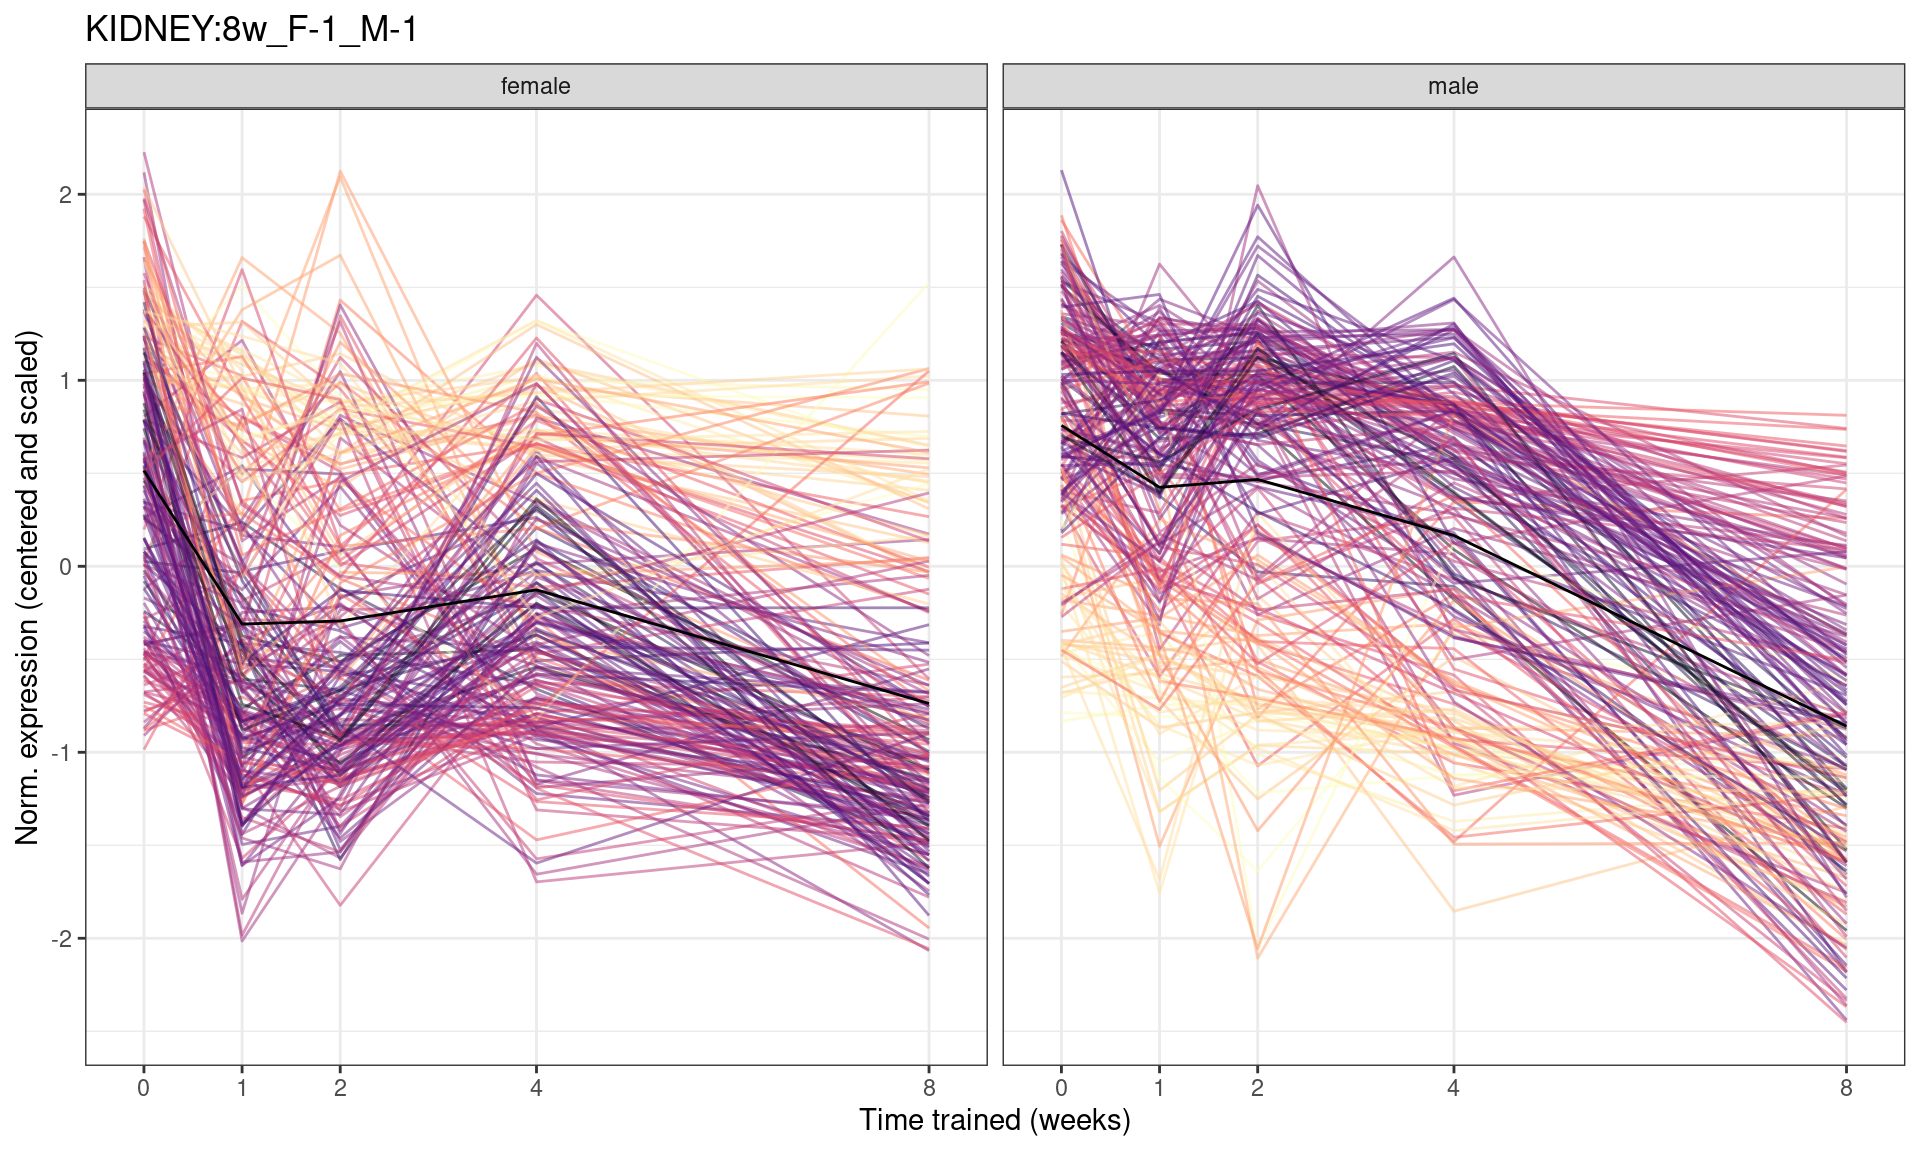 KIDNEY:8w_F-1_M-1
female
male
Norm. expression (centered and scaled)
2
1
0
-1
-2
0 1 2 4 8
0 1 2 4 8
Time trained (weeks)